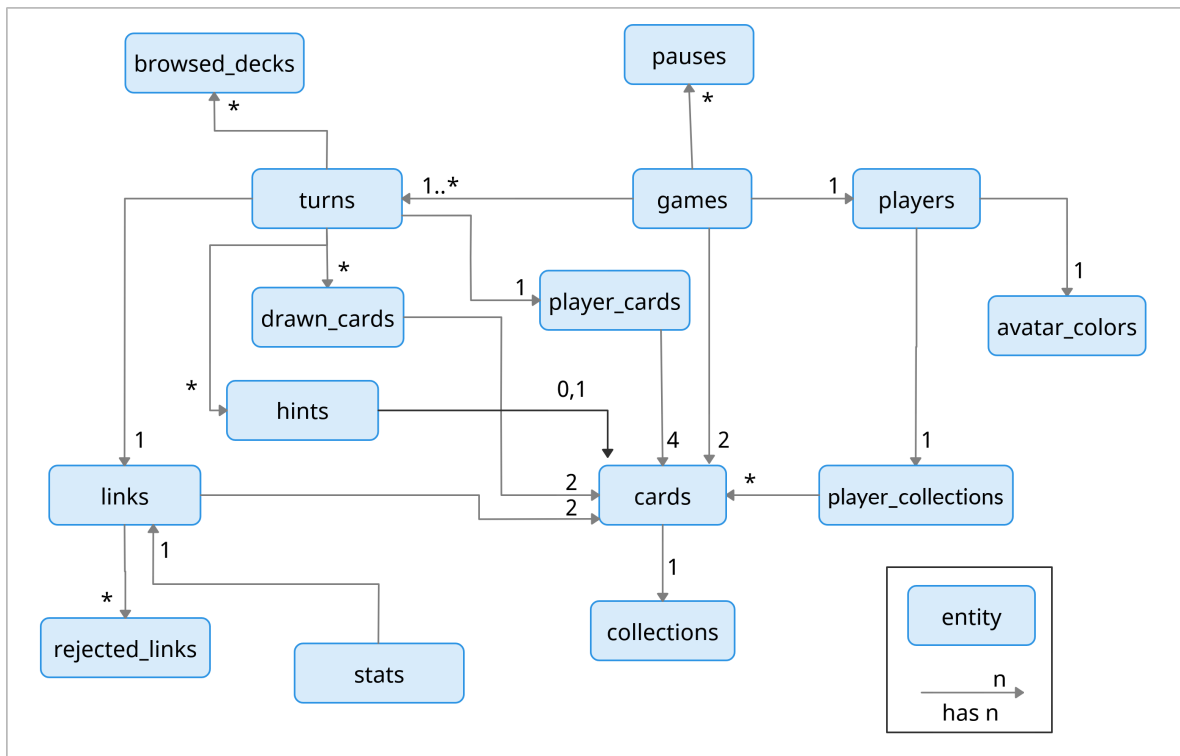 browsed_decks
pauses
*
*
turns
1..*
games
1
players
*
1
1
drawn_cards
player_cards
avatar_colors
*
hints
0,1
1
4
2
1
links
2
2
cards
*
player_collections
1
1
*
rejected_links
stats
collections
entity
n
has n